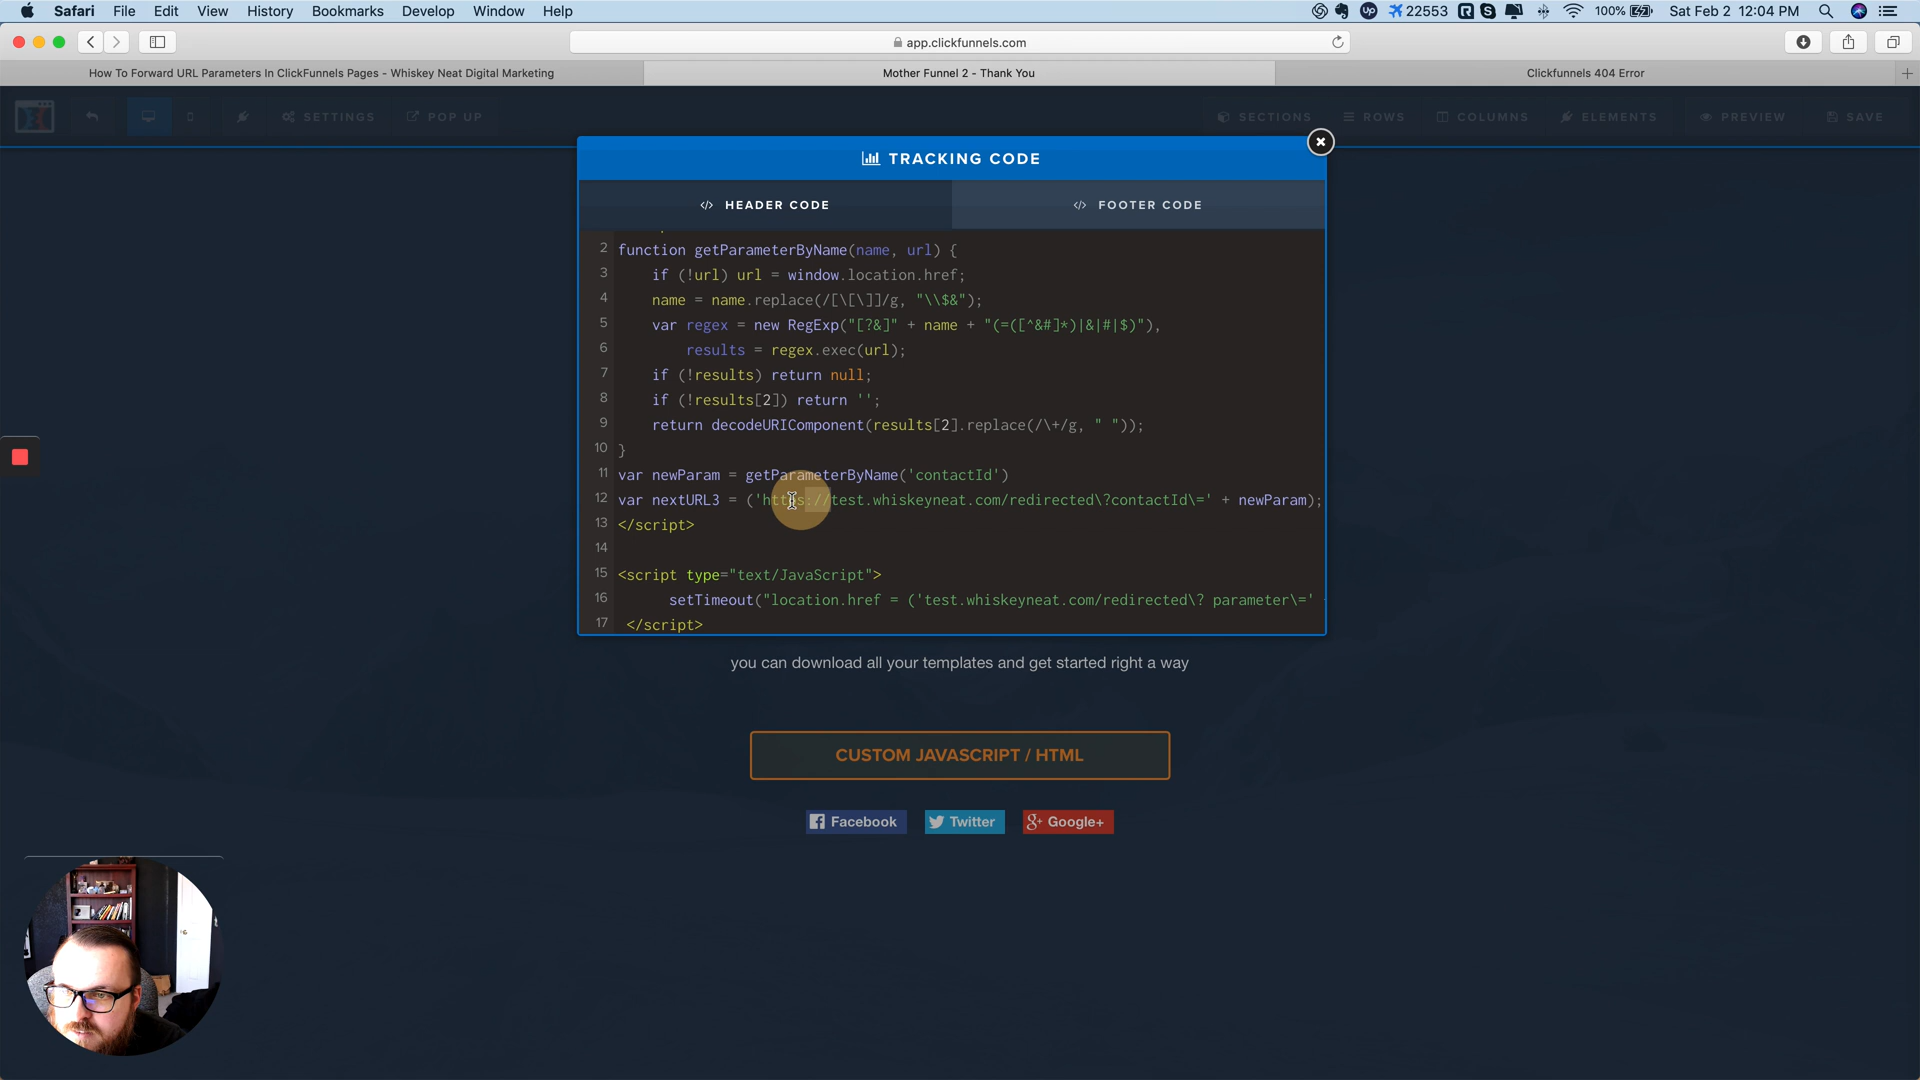 Safari File Edit View History Bookmarks Develop Window Help
22553 100% Sat Feb 2 12:04 PM
app.clickfunnels.com
How To Forward URL Parameters In ClickFunnels Pages - Whiskey Neat Digital Marketing
Mother Funnel 2 - Thank You
Clickfunnels 404 Error
SETTINGS POP UP SECTIONS ROWS COLUMNS ELEMENTS PREVIEW SAVE
TRACKING CODE
</> HEADER CODE
</> FOOTER CODE
2 function getParameterByName(name, url) {
3 if (!url) url = window.location.href;
4 name = name.replace(/[\[\]]/g, "\\$&");
5 var regex = new RegExp("[?&]" + name + "(=([^&#]*)|&|#|$)"),
6 results = regex.exec(url);
7 if (!results) return null;
8 if (!results[2]) return '';
9 return decodeURIComponent(results[2].replace(/\+/g, " "));
10 }
11 var newParam = getParameterByName('contactId')
12 var nextURL3 = ('https://test.whiskeyneat.com/redirected\?contactId\=' + newParam);
13 </script>
14
15 <script type="text/JavaScript">
16 setTimeout("location.href = ('test.whiskeyneat.com/redirected\? parameter\='
17 </script>
you can download all your templates and get started right a way
CUSTOM JAVASCRIPT / HTML
Facebook Twitter Google+